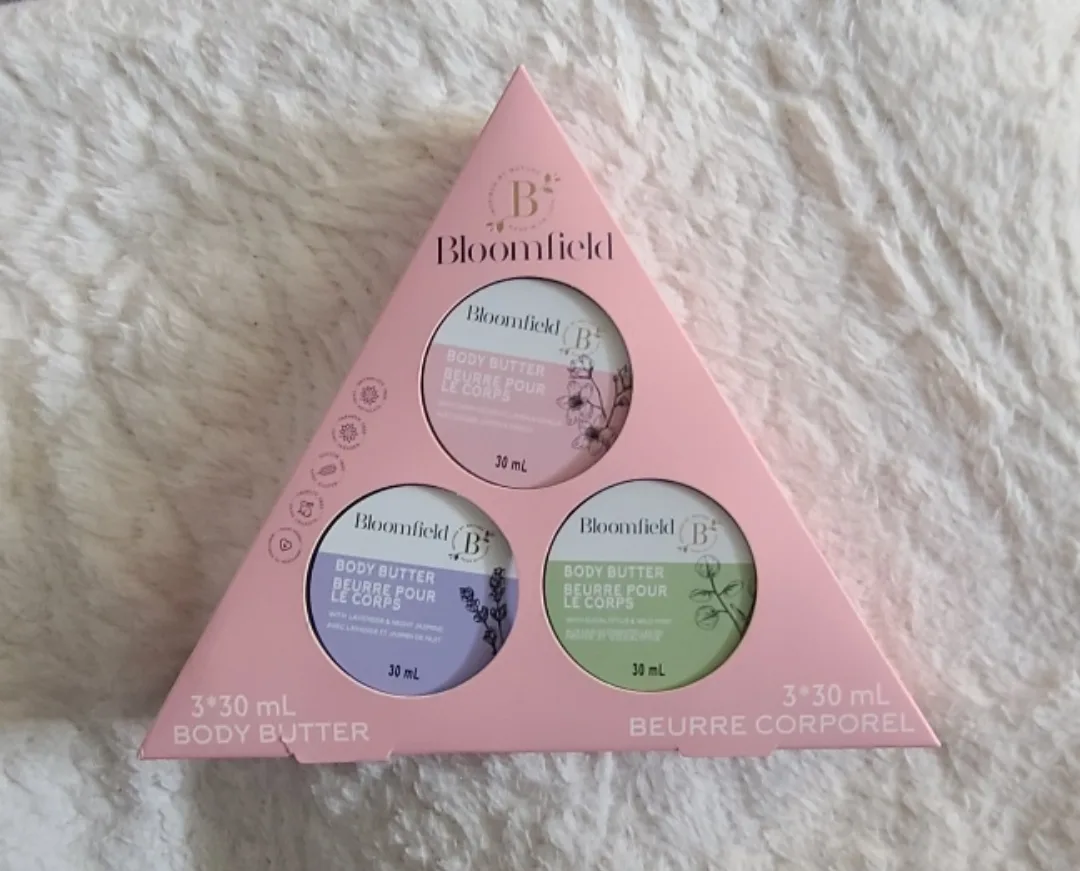 B
Bloomfield
Bloomfield
B
BODY BUTTER
BEURRE POUR
LE CORPS
30 mL
Bloomfield
B
BODY BUTTER
BEURRE POUR
LE CORPS
WITH LAVENDER & NIGHT JASMINE
AVEC LAVANDE ET JASMIN DE NUIT
30 mL
Bloomfield
B
BODY BUTTER
BEURRE POUR
LE CORPS
30 mL
3*30 mL
BODY BUTTER
3*30 mL
BEURRE CORPOREL